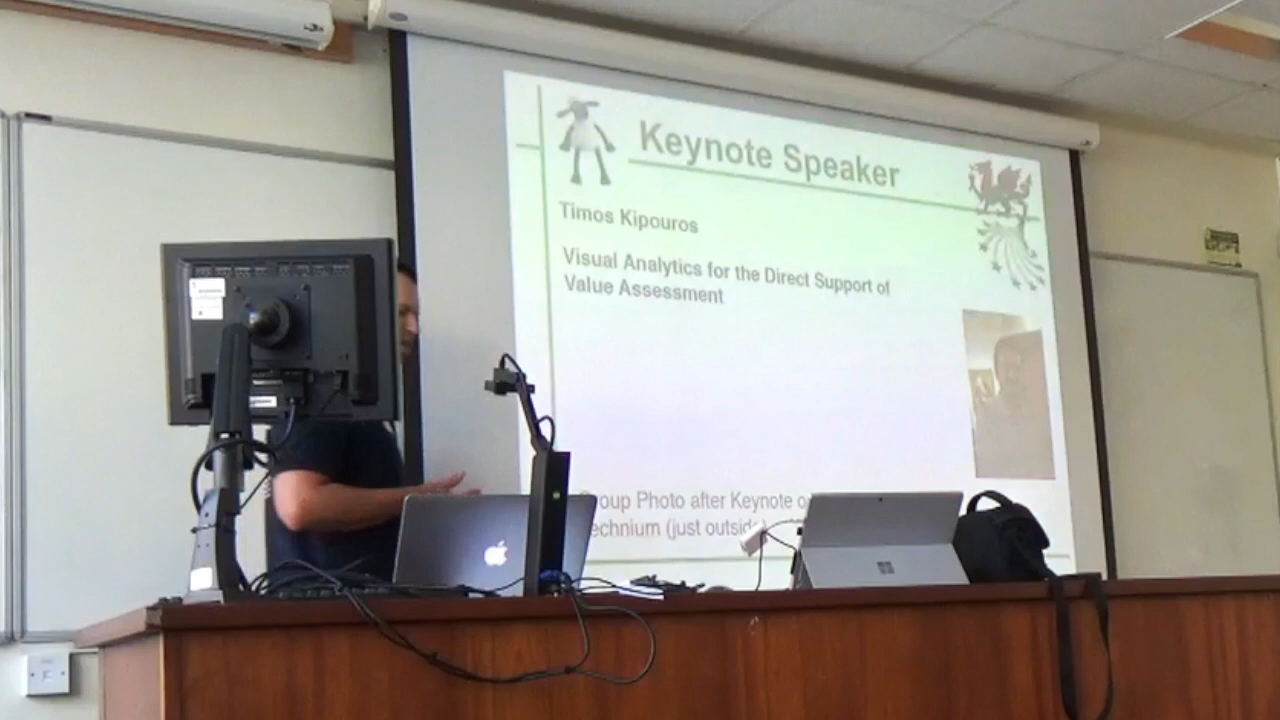 Keynote Speaker
Timos Kipouros
Visual Analytics for the Direct Support of
Value Assessment
oup Photo after Keynote o
echnium (just outsid